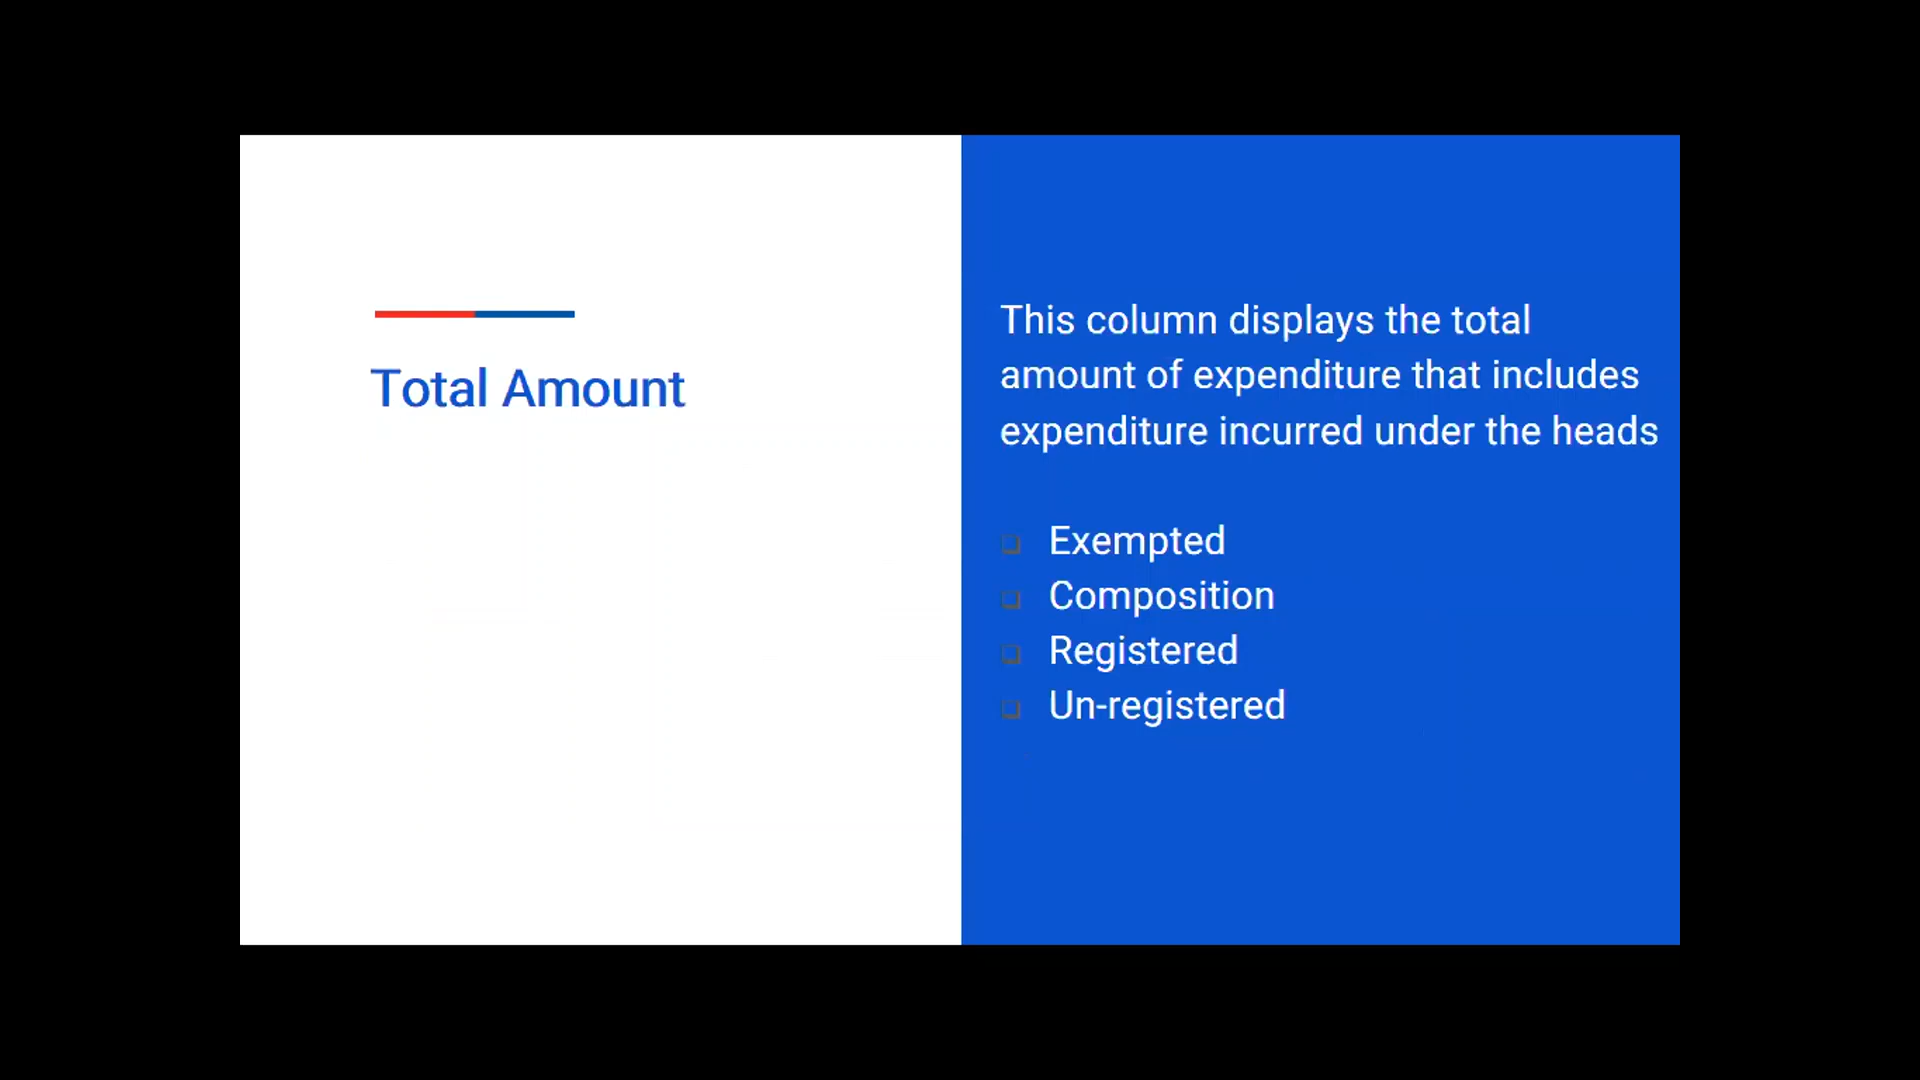 Total Amount
This column displays the total
amount of expenditure that includes
expenditure incurred under the heads
Exempted
Composition
Registered
Un-registered